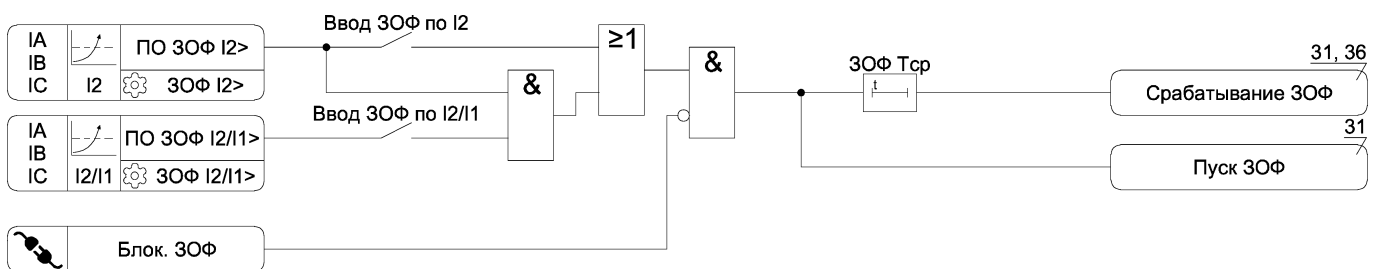 IA
IB
IC
I2
ПО ЗОФ I2>
ЗОФ I2>
Ввод ЗОФ по I2
≥1
&
&
ЗОФ Тср
t
31, 36
Срабатывание ЗОФ
IA
IB
IC
I2/I1
ПО ЗОФ I2/I1>
ЗОФ I2/I1>
Ввод ЗОФ по I2/I1
31
Пуск ЗОФ
Блок. ЗОФ